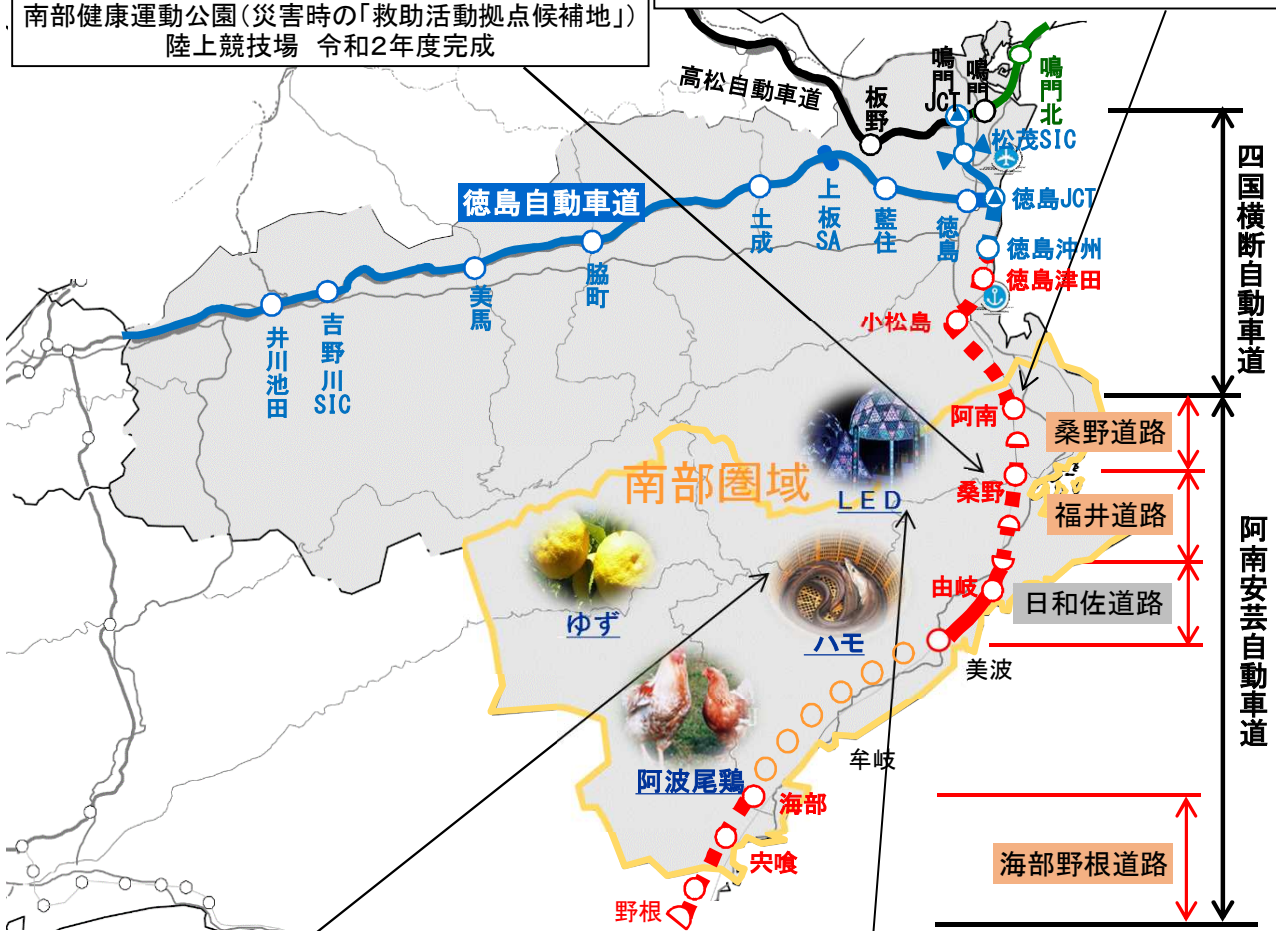 南部健康運動公園(災害時の「救助活動拠点候補地」)
陸上競技場 令和2年度完成
高松自動車道
板野
鳴門JCT
鳴門
鳴門北
松茂SIC
徳島自動車道
土成
上板SA
藍住
徳島
徳島JCT
徳島沖州
徳島津田
小松島
脇町
美馬
吉野川SIC
井川池田
四国横断自動車道
阿南
桑野道路
南部圏域
LED
桑野
福井道路
ゆず
ハモ
由岐
日和佐道路
美波
阿南安芸自動車道
牟岐
阿波尾鶏
海部
宍喰
海部野根道路
野根